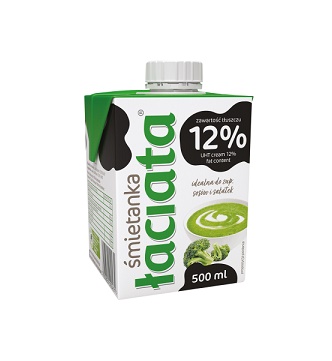 śmietanka
łaciata®
zawartość tłuszczu
12%
UHT cream 12%
fat content
idealna do zup,
sosów i sałatek
500 ml